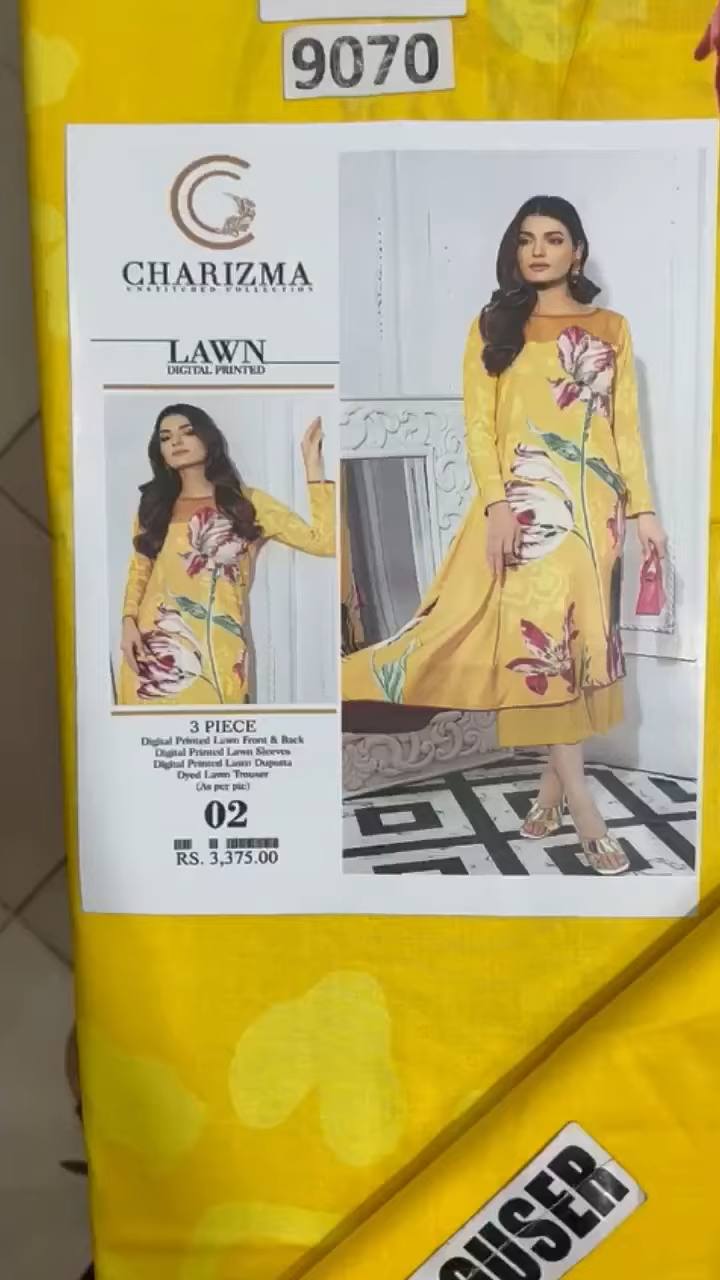 9070
CHARIZMA
UNSTITCHED COLLECTION
LAWN
DIGITAL PRINTED
3 PIECE
Digital Printed Lawn Front & Back
Digital Printed Lawn Sleeves
Digital Printed Lawn Dupatta
Dyed Lawn Trouser
(As per pic)
02
RS. 3,375.00
OUSER